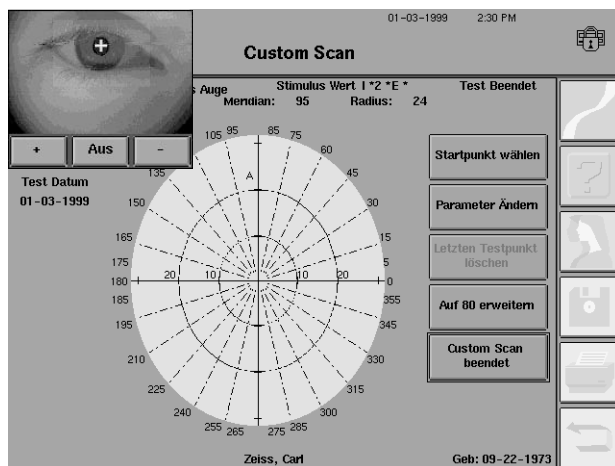 01-03-1999 2:30 PM
Custom Scan
s Auge Stimulus Wert I *2 *E * Test Beendet
Meridian: 95 Radius: 24
+ Aus -
Test Datum
01-03-1999
105 95 85 75
60
135 45
150 30
165 15
175 5
180 20 10 10 20 0
185 355
195 345
210 330
225 315
240 300
255 265 275 285
A
Startpunkt wählen
Parameter Ändern
Letzten Testpunkt
löschen
Auf 80 erweitern
Custom Scan
beendet
?
Zeiss, Carl Geb: 09-22-1973